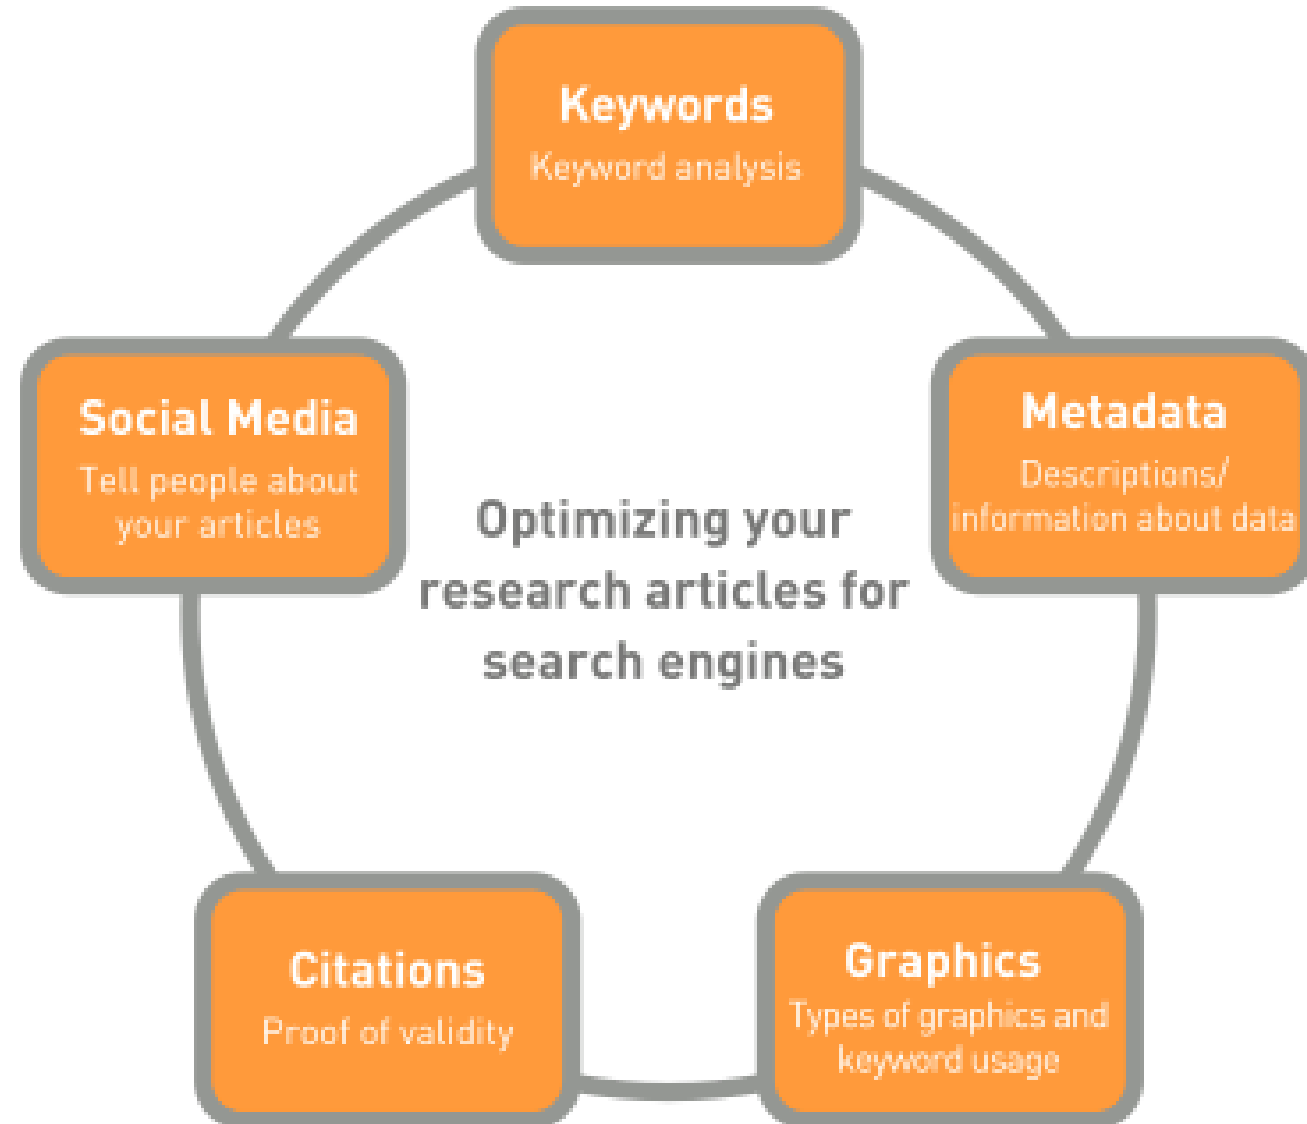 Keywords
Keyword analysis
Social Media
Tell people about
your articles
Metadata
Descriptions/
information about data
Optimizing your
research articles for
search engines
Citations
Proof of validity
Graphics
Types of graphics and
keyword usage